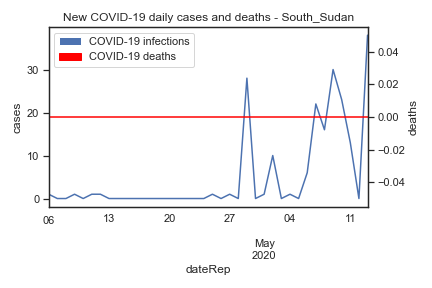 New COVID-19 daily cases and deaths - South_Sudan
COVID-19 infections
COVID-19 deaths
30
20
10
0
cases
0.04
0.02
0.00
−0.02
−0.04
deaths
06
13
20
27
04
11
May
2020
dateRep